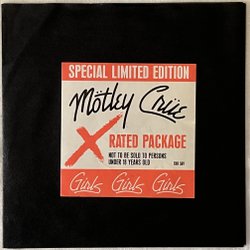 SPECIAL LIMITED EDITION
Mötley Crüe
X RATED PACKAGE
NOT TO BE SOLD TO PERSONS
UNDER 18 YEARS OLD
Girls Girls Girls